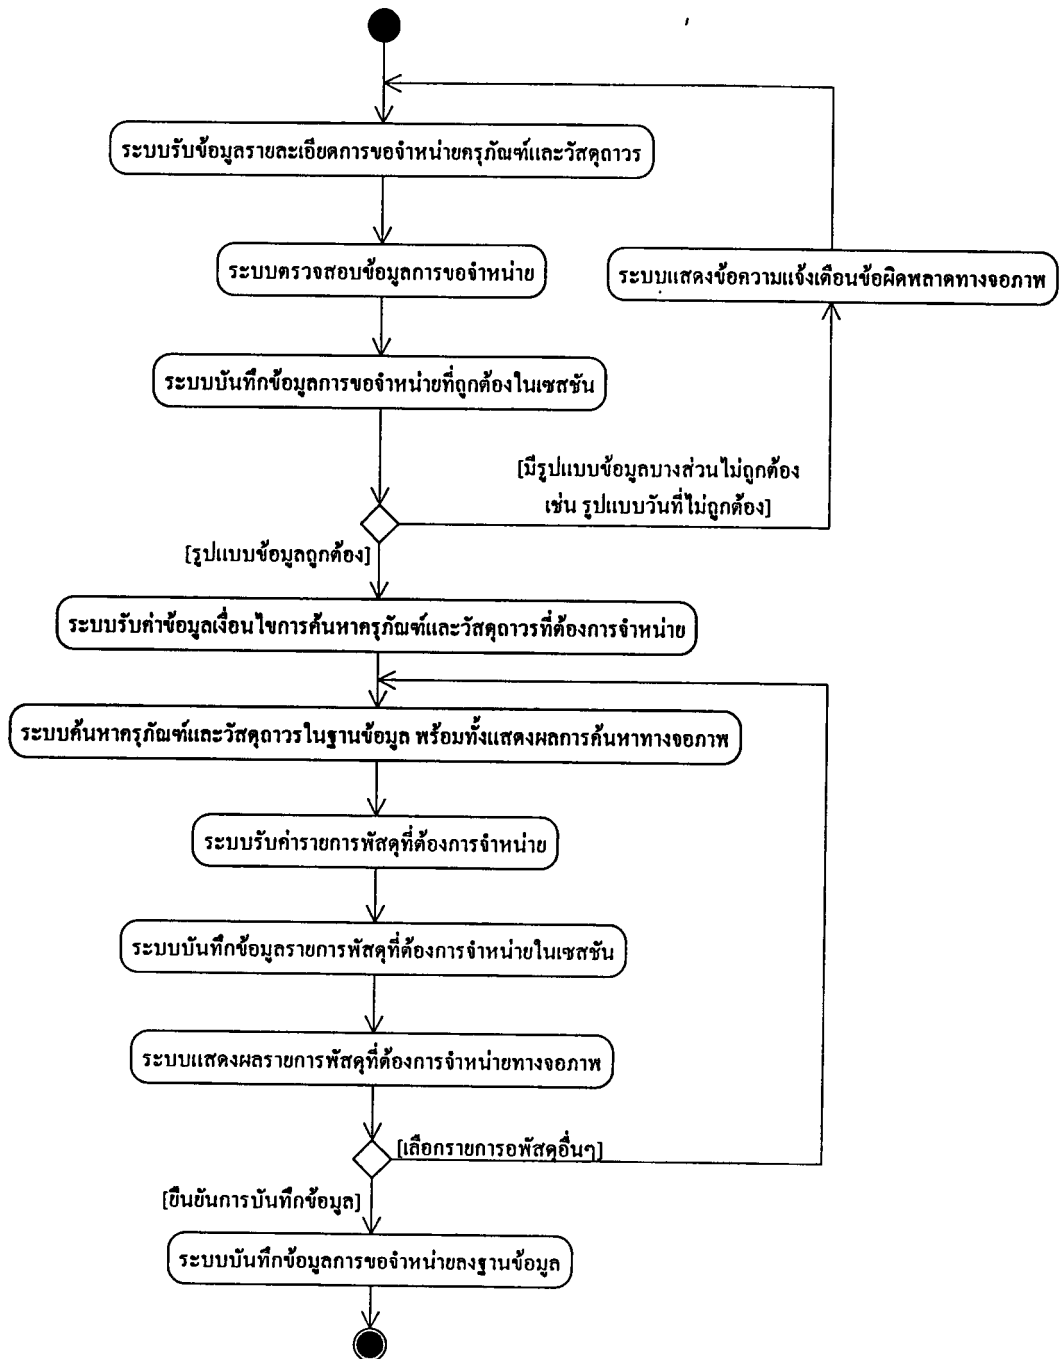 ระบบรับข้อมูลรายละเอียดการขอจำหน่ายครุภัณฑ์และวัสดุถาวร
ระบบตรวจสอบข้อมูลการขอจำหน่าย
ระบบแสดงข้อความแจ้งเตือนข้อผิดพลาดทางจอภาพ
ระบบบันทึกข้อมูลการขอจำหน่ายที่ถูกต้องในเซสชัน
[มีรูปแบบข้อมูลบางส่วนไม่ถูกต้อง
เช่น รูปแบบวันที่ไม่ถูกต้อง]
[รูปแบบข้อมูลถูกต้อง]
ระบบรับค่าข้อมูลเงื่อนไขการค้นหาครุภัณฑ์และวัสดุถาวรที่ต้องการจำหน่าย
ระบบค้นหาครุภัณฑ์และวัสดุถาวรในฐานข้อมูล พร้อมทั้งแสดงผลการค้นหาทางจอภาพ
ระบบรับค่ารายการพัสดุที่ต้องการจำหน่าย
ระบบบันทึกข้อมูลรายการพัสดุที่ต้องการจำหน่ายในเซสชัน
ระบบแสดงผลรายการพัสดุที่ต้องการจำหน่ายทางจอภาพ
[เลือกรายการอพัสดุอื่นๆ]
[ยืนยันการบันทึกข้อมูล]
ระบบบันทึกข้อมูลการขอจำหน่ายลงฐานข้อมูล